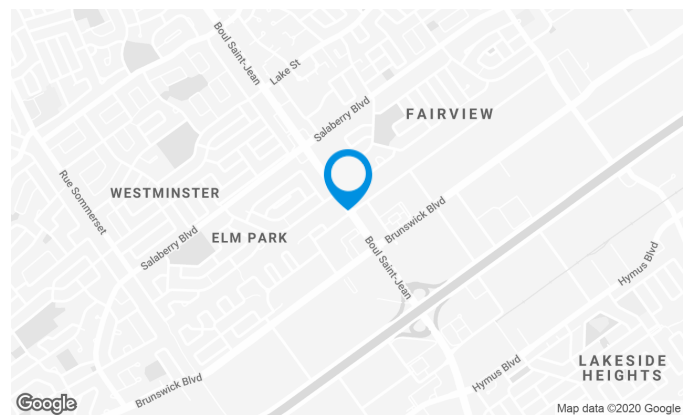 Boul Saint-Jean
Lake St
Salaberry Blvd
FAIRVIEW
Rue Sommerset
WESTMINSTER
ELM PARK
Salaberry Blvd
Brunswick Blvd
Boul Saint-Jean
Hymus Blvd
LAKESIDE
HEIGHTS
Hymus Blvd
Brunswick Blvd
Google
Map data ©2020 Google